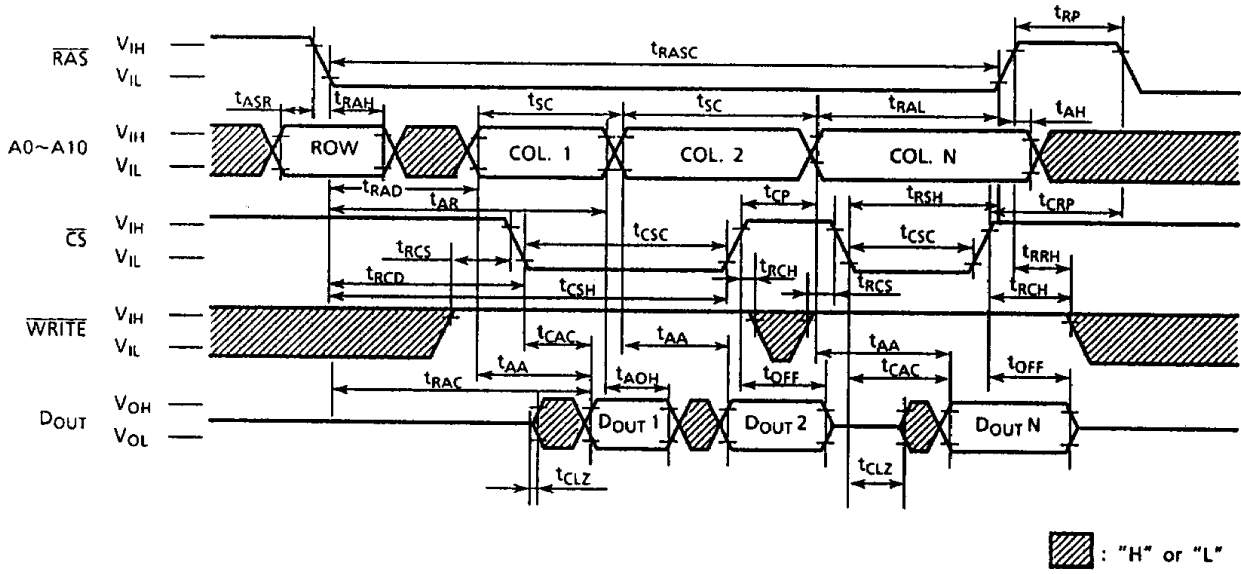 tRP
RAS
VIH
VIL
tRASC
tASR
tRAH
tSC
tSC
tRAL
tAH
A0~A10
VIH
VIL
ROW
COL. 1
COL. 2
COL. N
tRAD
tAR
tCP
tRSH
tCRP
CS
VIH
VIL
tRCS
tCSC
tCSC
tRCD
tCSH
tRCH
tRCS
tRRH
tRCH
WRITE
VIH
VIL
tCAC
tAA
tRAC
tAA
tAOH
tOFF
tAA
tCAC
tOFF
DOUT
VOH
VOL
DOUT 1
DOUT 2
DOUT N
tCLZ
tCLZ
: "H" or "L"